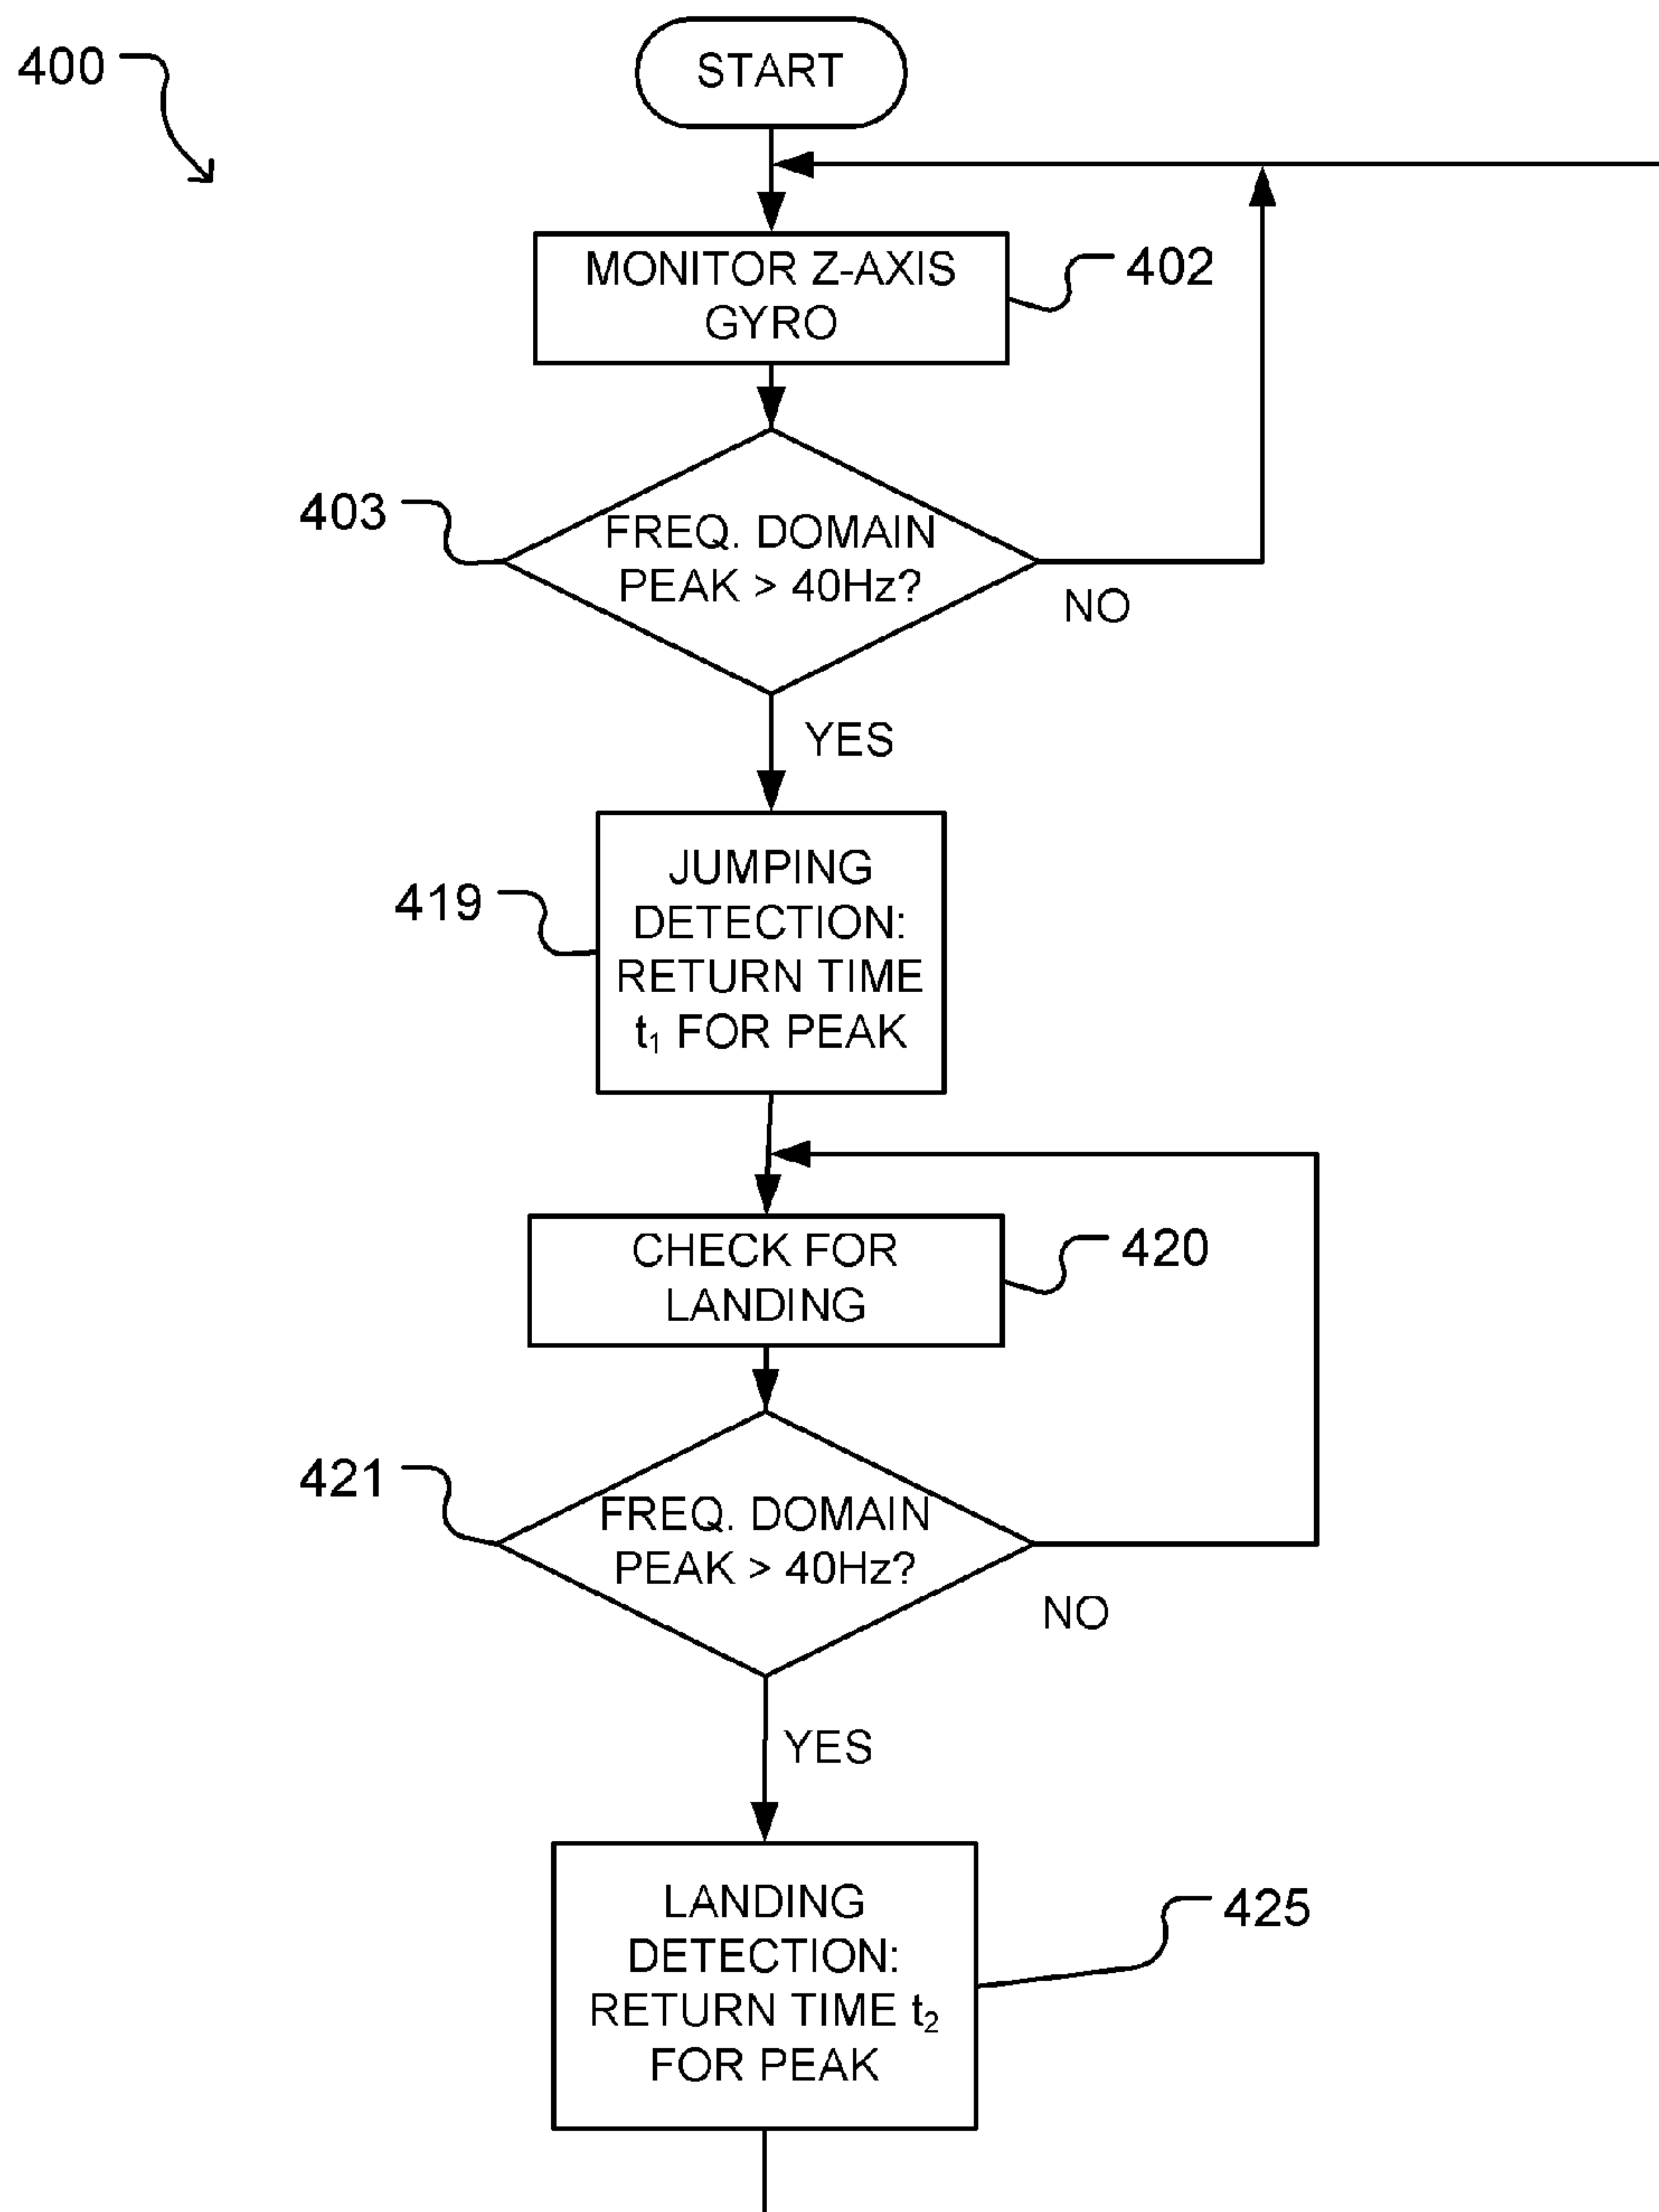 400
START
MONITOR Z-AXIS
GYRO
402
403
FREQ. DOMAIN
PEAK > 40Hz?
NO
YES
419
JUMPING
DETECTION:
RETURN TIME
t₁ FOR PEAK
CHECK FOR
LANDING
420
421
FREQ. DOMAIN
PEAK > 40Hz?
NO
YES
LANDING
DETECTION:
RETURN TIME t₂
FOR PEAK
425